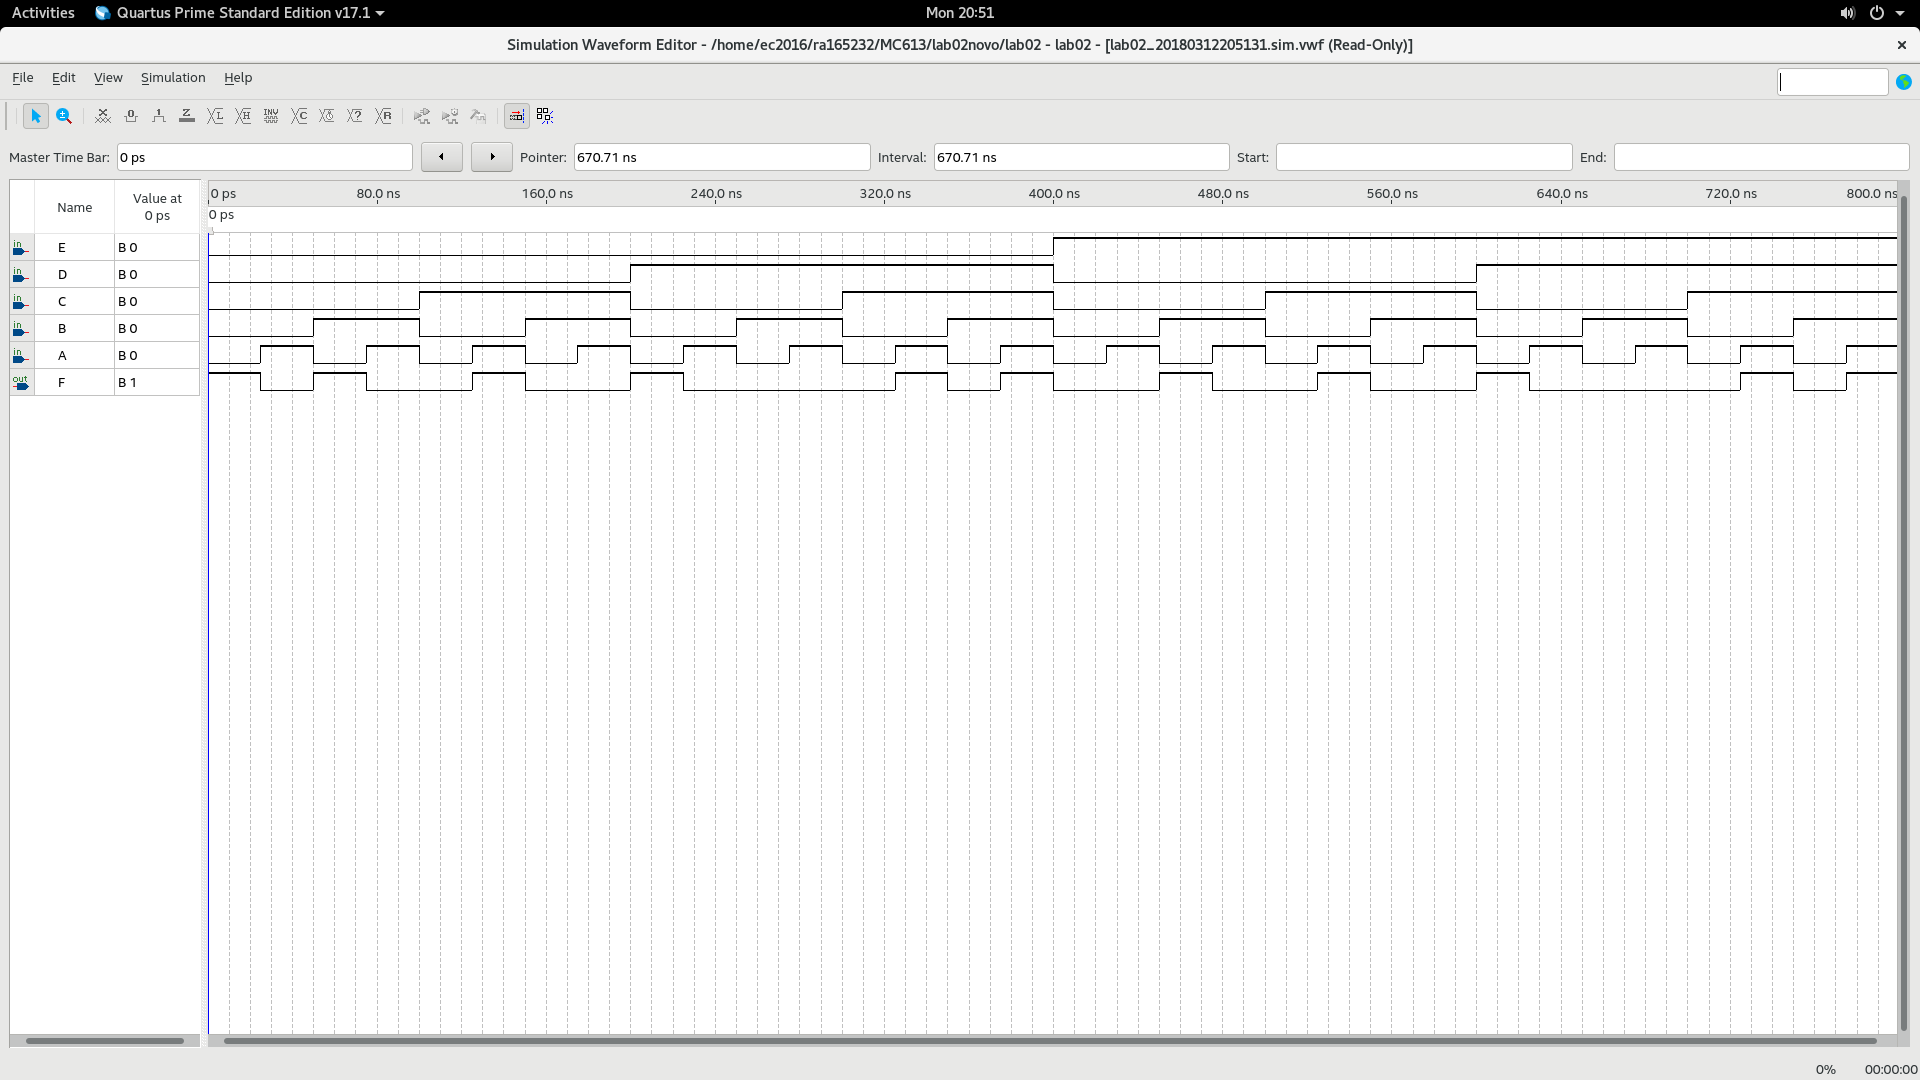 Activities Quartus Prime Standard Edition v17.1 Mon 20:51
Simulation Waveform Editor - /home/ec2016/ra165232/MC613/lab02novo/lab02 - lab02 - [lab02_20180312205131.sim.vwf (Read-Only)]
File Edit View Simulation Help
Master Time Bar: 0 ps Pointer: 670.71 ns Interval: 670.71 ns Start: End:
Name Value at 0 ps
0 ps 80.0 ns 160.0 ns 240.0 ns 320.0 ns 400.0 ns 480.0 ns 560.0 ns 640.0 ns 720.0 ns 800.0 ns
0 ps
in E B 0
in D B 0
in C B 0
in B B 0
in A B 0
out F B 1
0% 00:00:00